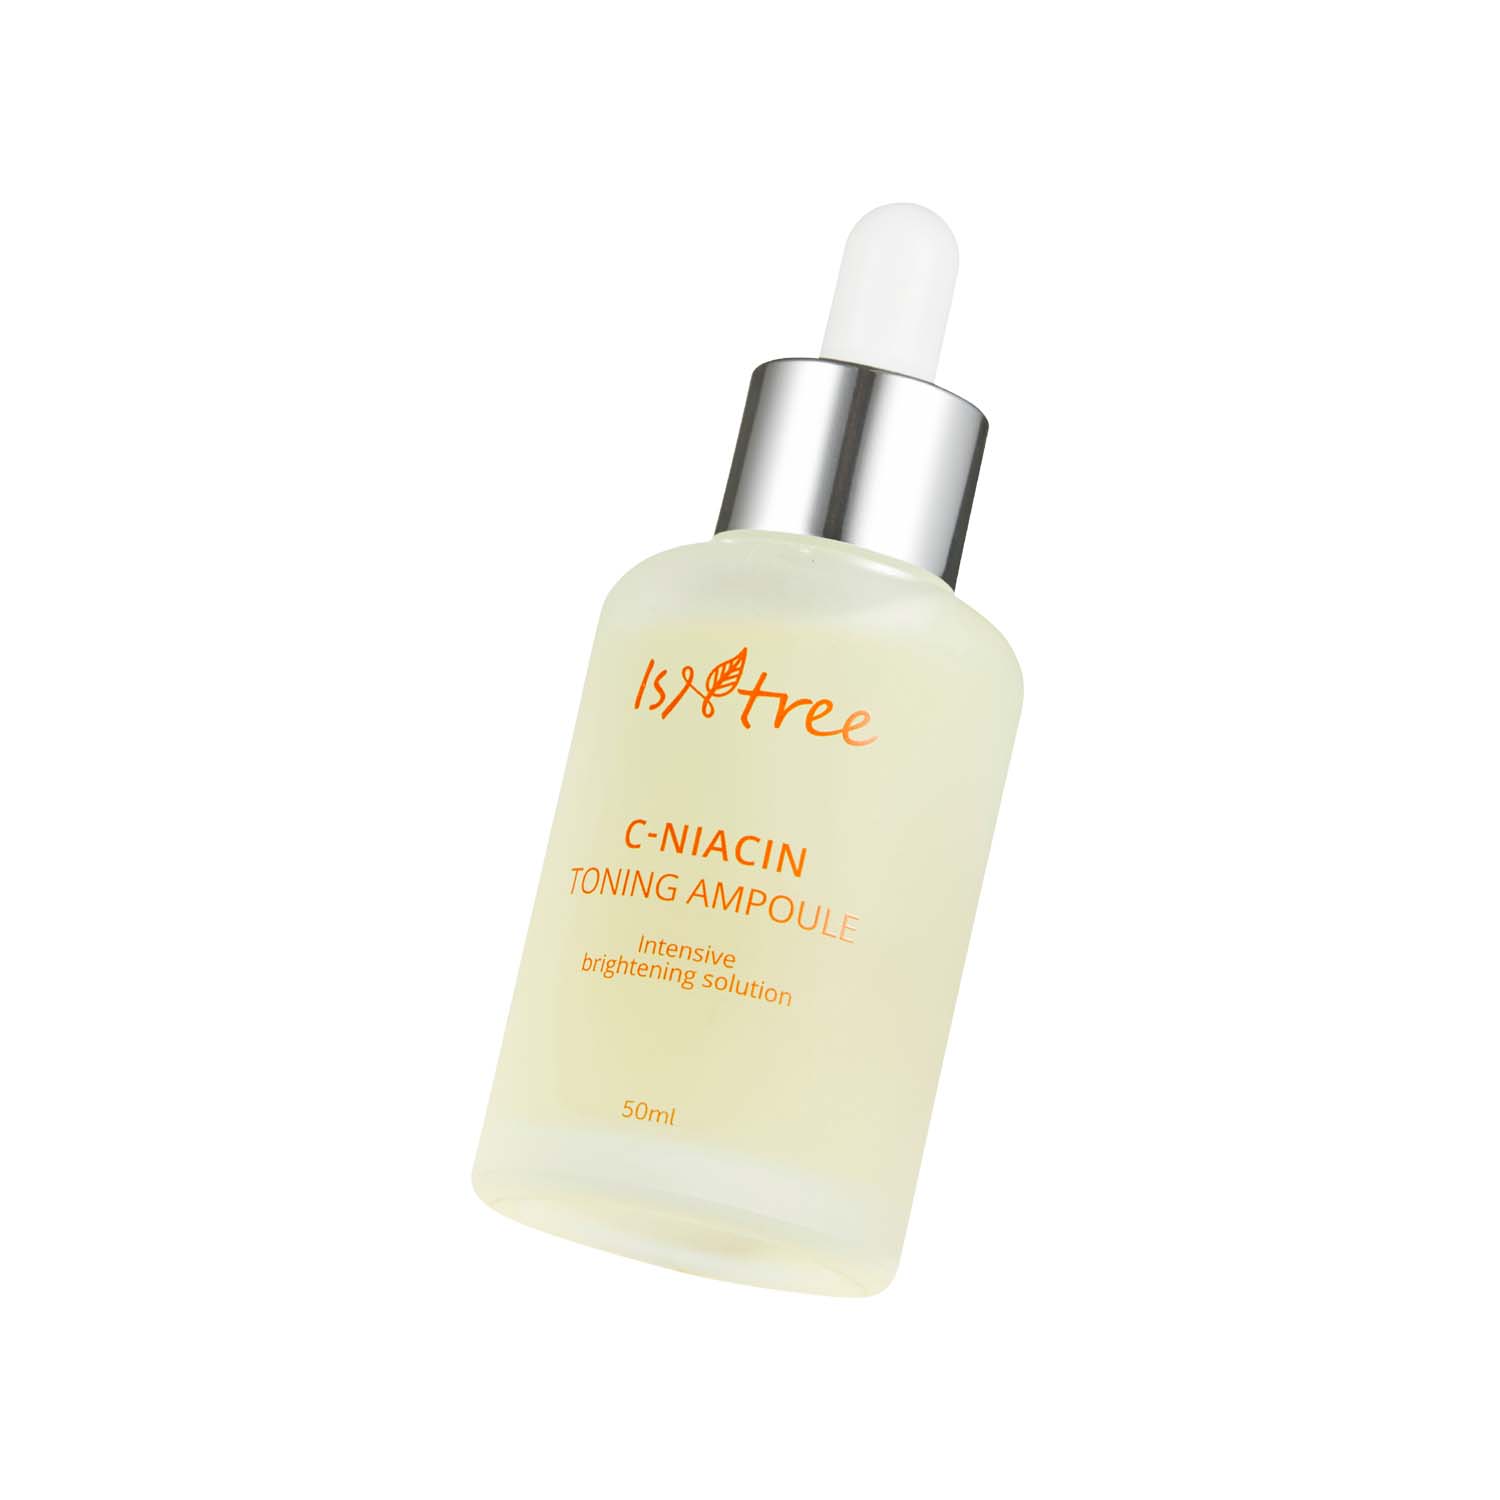 IsNtree
C-NIACIN
TONING AMPOULE
Intensive
brightening solution
50ml